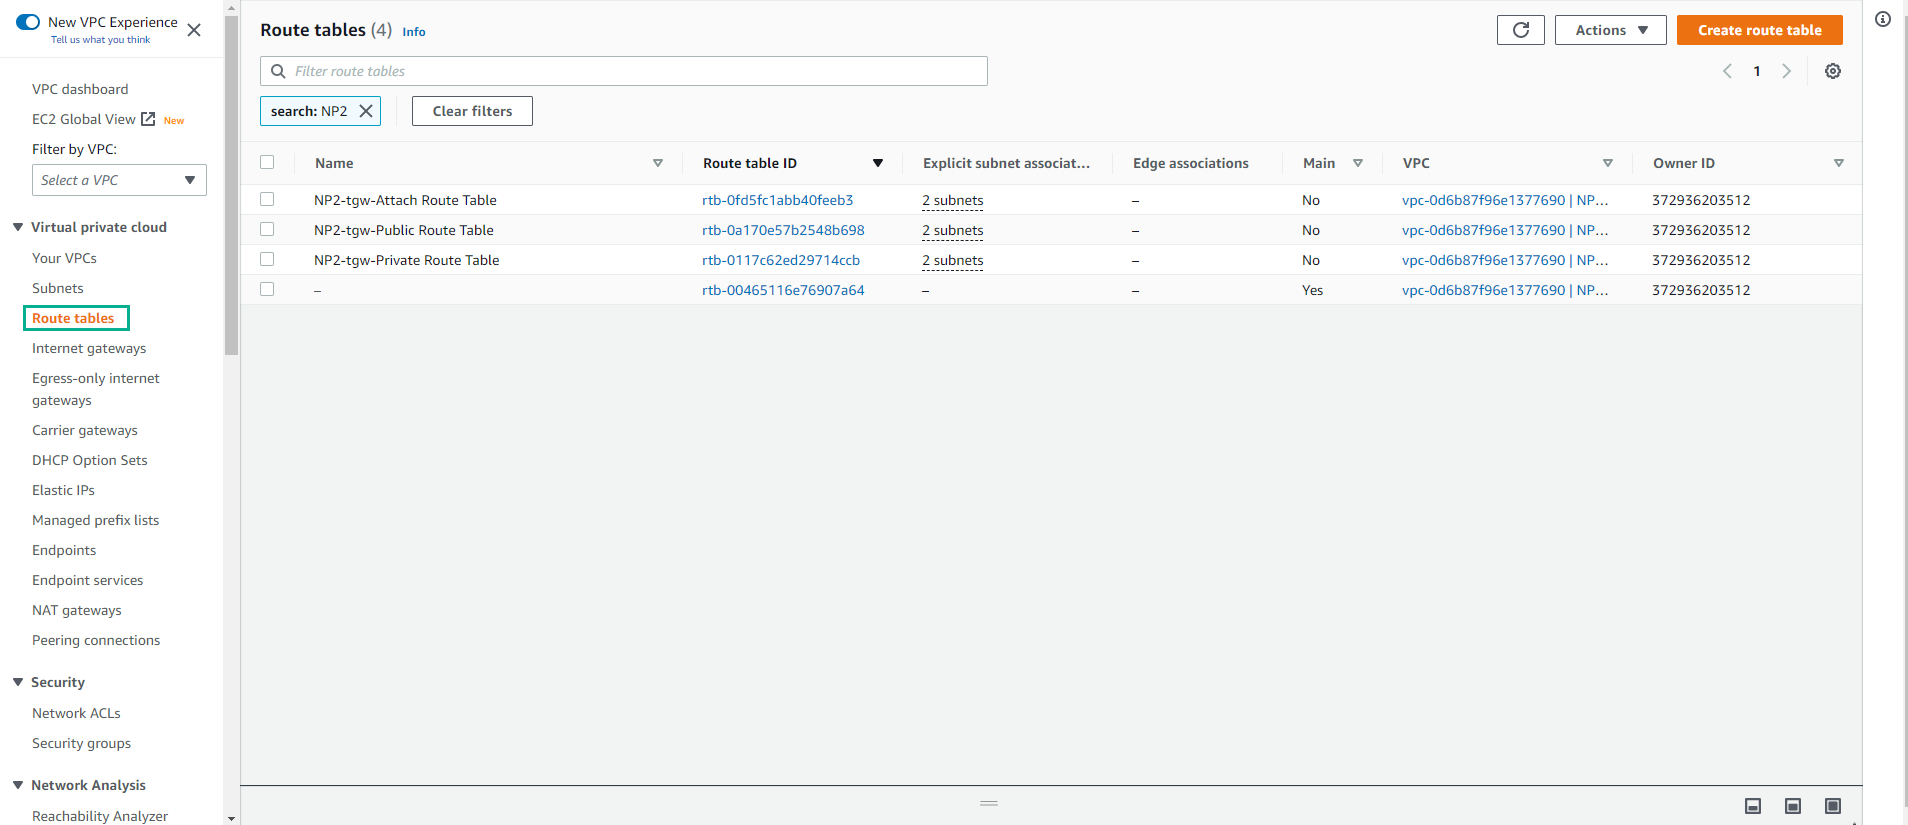 New VPC Experience
Tell us what you think
VPC dashboard
EC2 Global View New
Filter by VPC:
Select a VPC
Virtual private cloud
Your VPCs
Subnets
Route tables
Internet gateways
Egress-only internet
gateways
Carrier gateways
DHCP Option Sets
Elastic IPs
Managed prefix lists
Endpoints
Endpoint services
NAT gateways
Peering connections
Security
Network ACLs
Security groups
Network Analysis
Reachability Analyzer
Route tables (4) Info
Actions
Create route table
Filter route tables
1
search: NP2
Clear filters
Name Route table ID Explicit subnet associat... Edge associations Main VPC Owner ID
NP2-tgw-Attach Route Table rtb-0fd5fc1abb40feeb3 2 subnets – No vpc-0d6b87f96e1377690 | NP... 372936203512
NP2-tgw-Public Route Table rtb-0a170e57b2548b698 2 subnets – No vpc-0d6b87f96e1377690 | NP... 372936203512
NP2-tgw-Private Route Table rtb-0117c62ed29714ccb 2 subnets – No vpc-0d6b87f96e1377690 | NP... 372936203512
– rtb-00465116e76907a64 – – Yes vpc-0d6b87f96e1377690 | NP... 372936203512